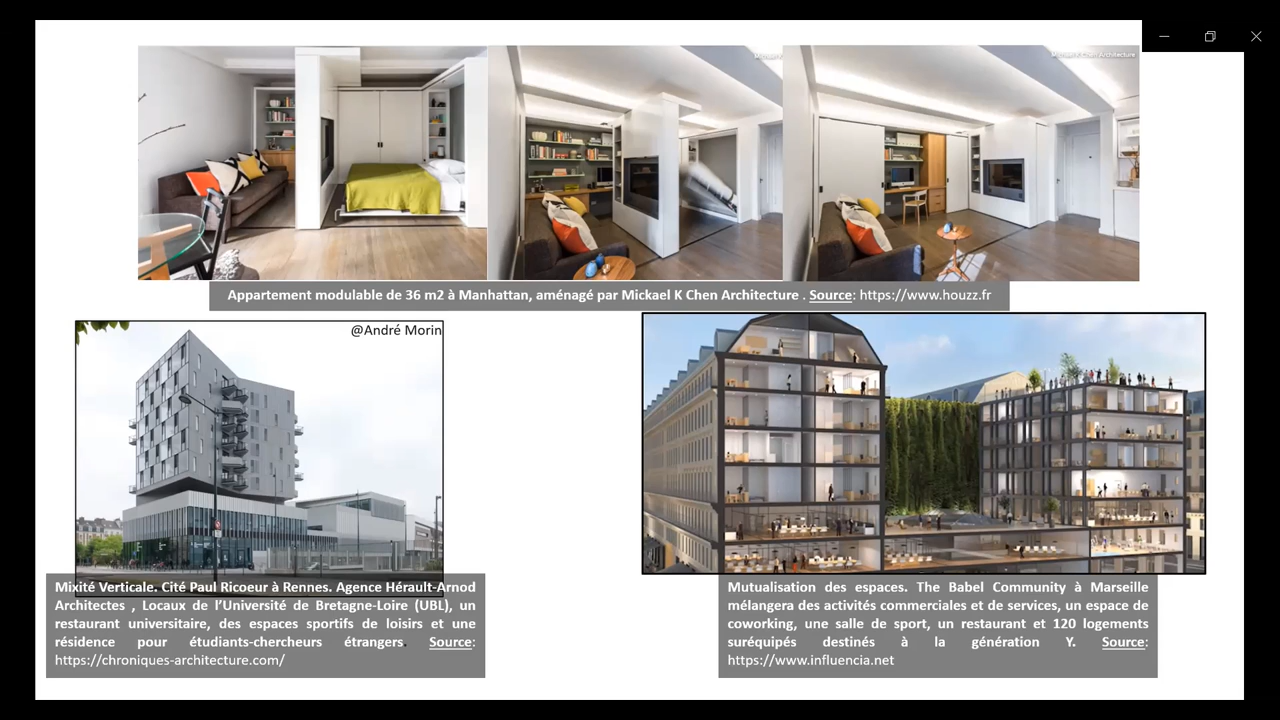 Michael K Chen Architecture
Appartement modulable de 36 m2 à Manhattan, aménagé par Mickael K Chen Architecture . Source: https://www.houzz.fr
@André Morin
Mixité Verticale. Cité Paul Ricoeur à Rennes. Agence Hérault-Arnod
Architectes , Locaux de l’Université de Bretagne-Loire (UBL), un
restaurant universitaire, des espaces sportifs de loisirs et une
résidence pour étudiants-chercheurs étrangers. Source:
https://chroniques-architecture.com/
Mutualisation des espaces. The Babel Community à Marseille
mélangera des activités commerciales et de services, un espace de
coworking, une salle de sport, un restaurant et 120 logements
suréquipés destinés à la génération Y. Source:
https://www.influencia.net